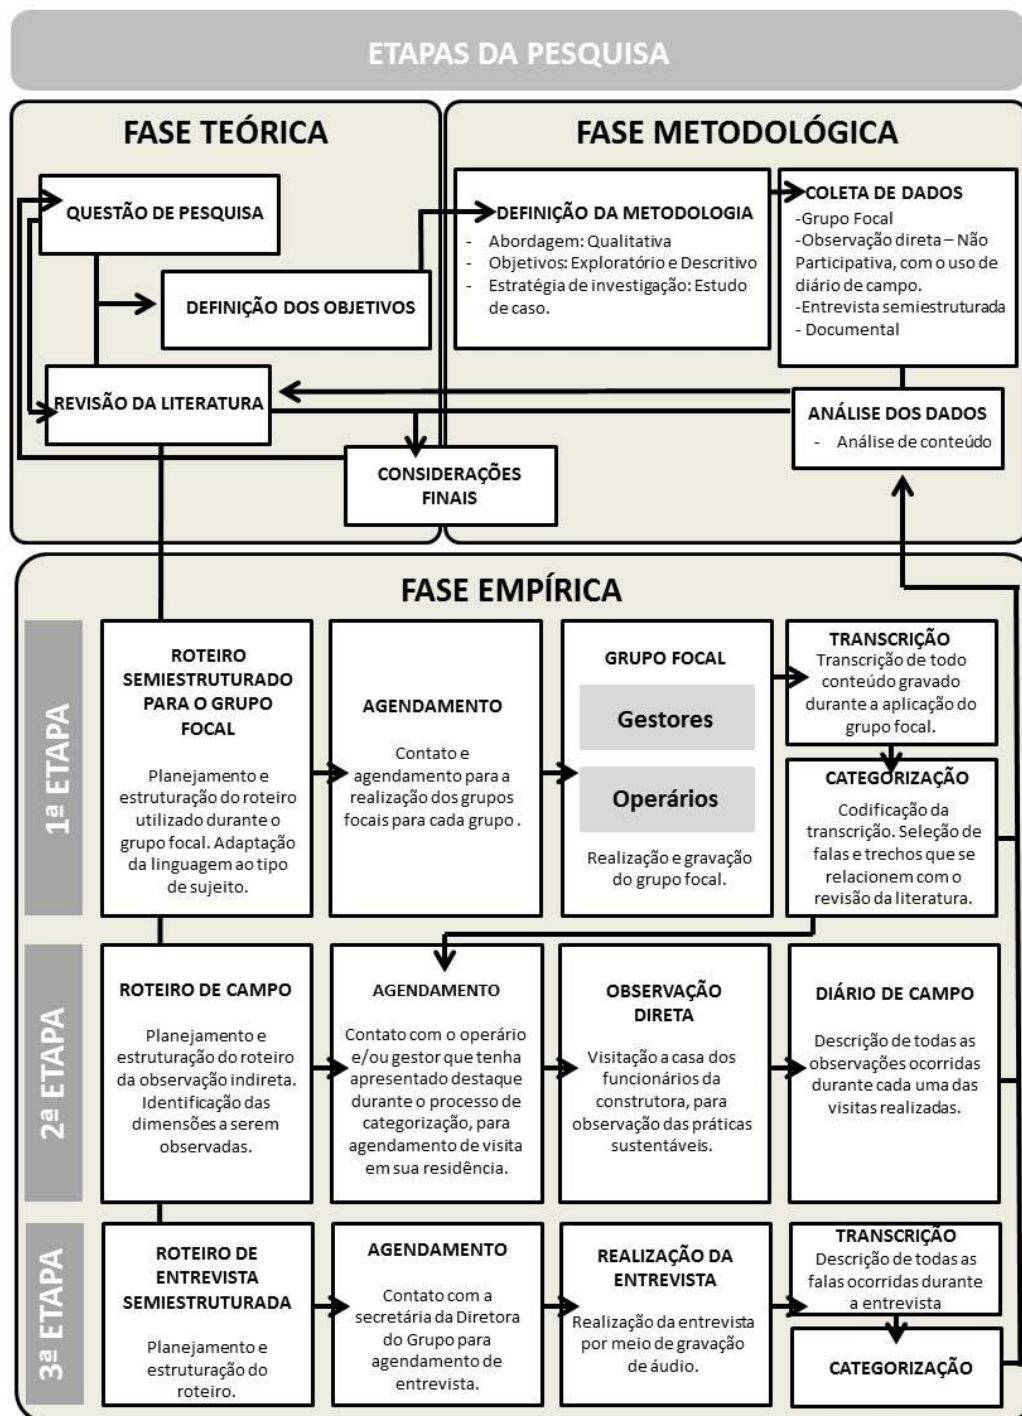 ETAPAS DA PESQUISA
FASE TEÓRICA
QUESTÃO DE PESQUISA
DEFINIÇÃO DOS OBJETIVOS
REVISÃO DA LITERATURA
CONSIDERAÇÕES
FINAIS
FASE METODOLÓGICA
DEFINIÇÃO DA METODOLOGIA
- Abordagem: Qualitativa
- Objetivos: Exploratório e Descritivo
- Estratégia de investigação: Estudo
de caso.
COLETA DE DADOS
-Grupo Focal
-Observação direta – Não
Participativa, com o uso de
diário de campo.
-Entrevista semiestruturada
- Documental
ANÁLISE DOS DADOS
- Análise de conteúdo
FASE EMPÍRICA
1ª ETAPA
ROTEIRO
SEMIESTRUTURADO
PARA O GRUPO
FOCAL
Planejamento e
estruturação do roteiro
utilizado durante o
grupo focal. Adaptação
da linguagem ao tipo
de sujeito.
AGENDAMENTO
Contato e
agendamento para a
realização dos grupos
focais para cada grupo .
GRUPO FOCAL
Gestores
Operários
Realização e gravação
do grupo focal.
TRANSCRIÇÃO
Transcrição de todo
conteúdo gravado
durante a aplicação do
grupo focal.
CATEGORIZAÇÃO
Codificação da
transcrição. Seleção de
falas e trechos que se
relacionem com o
revisão da literatura.
2ª ETAPA
ROTEIRO DE CAMPO
Planejamento e
estruturação do roteiro
da observação indireta.
Identificação das
dimensões a serem
observadas.
AGENDAMENTO
Contato com o operário
e/ou gestor que tenha
apresentado destaque
durante o processo de
categorização, para
agendamento de visita
em sua residência.
OBSERVAÇÃO
DIRETA
Visitação a casa dos
funcionários da
construtora, para
observação das práticas
sustentáveis.
DIÁRIO DE CAMPO
Descrição de todas as
observações ocorridas
durante cada uma das
visitas realizadas.
3ª ETAPA
ROTEIRO DE
ENTREVISTA
SEMIESTRUTURADA
Planejamento e
estruturação do
roteiro.
AGENDAMENTO
Contato com a
secretária da Diretora
do Grupo para
agendamento de
entrevista.
REALIZAÇÃO DA
ENTREVISTA
Realização da entrevista
por meio de gravação
de áudio.
TRANSCRIÇÃO
Descrição de todas as
falas ocorridas durante
a entrevista
CATEGORIZAÇÃO